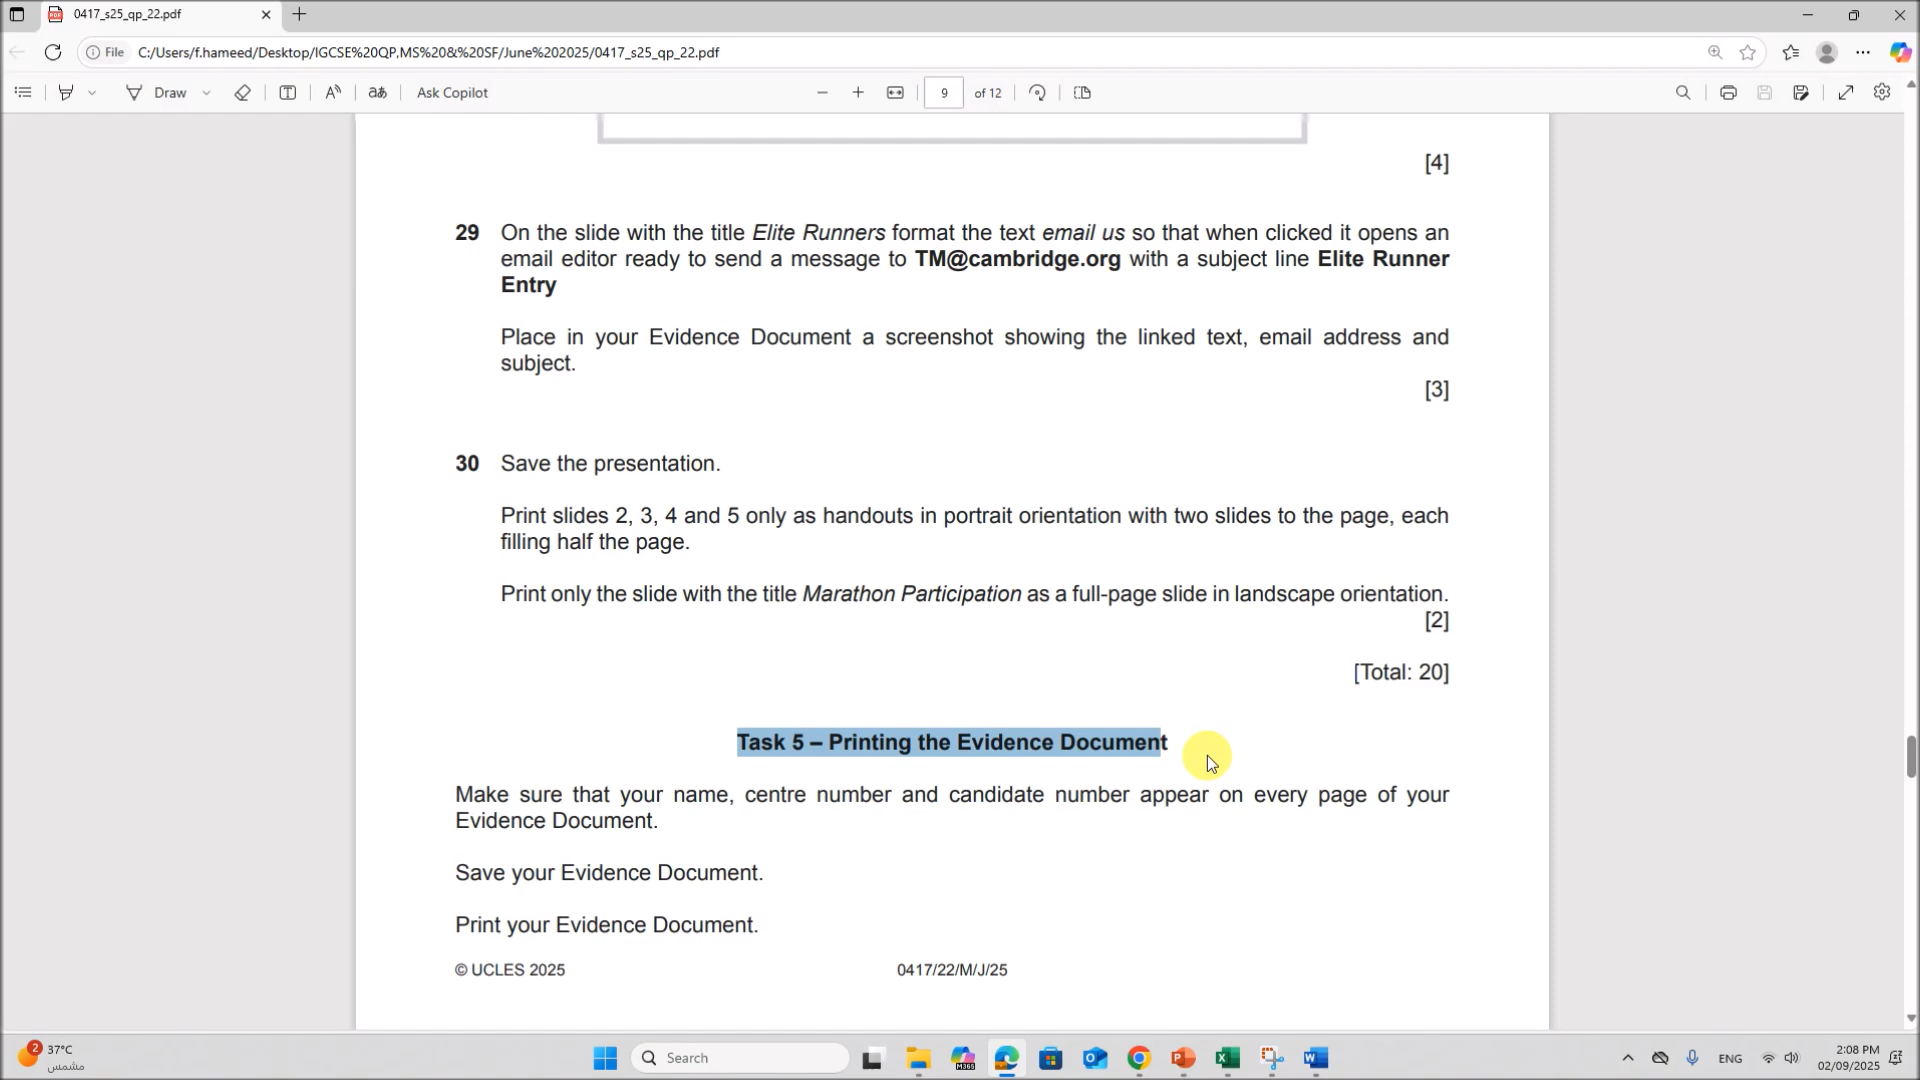 0417_s25_qp_22.pdf
File
C:/Users/f.hameed/Desktop/IGCSE%20QP,MS%20&%20SF/June%202025/0417_s25_qp_22.pdf
Draw
aあ
Ask Copilot
9 of 12
[4]
29 On the slide with the title Elite Runners format the text email us so that when clicked it opens an
email editor ready to send a message to TM@cambridge.org with a subject line Elite Runner
Entry
Place in your Evidence Document a screenshot showing the linked text, email address and
subject.
[3]
30 Save the presentation.
Print slides 2, 3, 4 and 5 only as handouts in portrait orientation with two slides to the page, each
filling half the page.
Print only the slide with the title Marathon Participation as a full-page slide in landscape orientation.
[2]
[Total: 20]
Task 5 – Printing the Evidence Document
Make sure that your name, centre number and candidate number appear on every page of your
Evidence Document.
Save your Evidence Document.
Print your Evidence Document.
© UCLES 2025
0417/22/M/J/25
2
37°C
مشمس
Search
M365
ENG
2:08 PM
02/09/2025